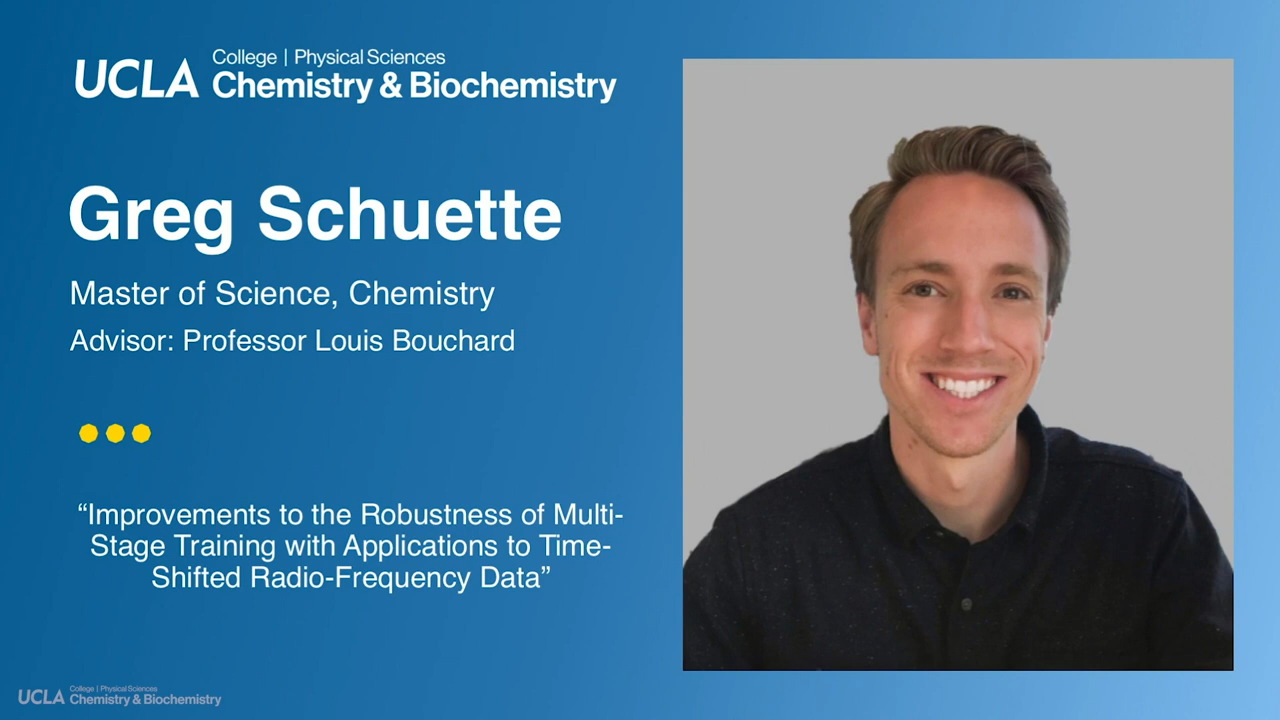 UCLA College | Physical Sciences
Chemistry & Biochemistry
Greg Schuette
Master of Science, Chemistry
Advisor: Professor Louis Bouchard
“Improvements to the Robustness of Multi-
Stage Training with Applications to Time-
Shifted Radio-Frequency Data”
UCLA College | Physical Sciences
Chemistry & Biochemistry